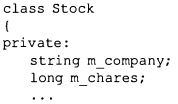 class Stock
{
private:
    string m_company;
    long m_chares;
    ...